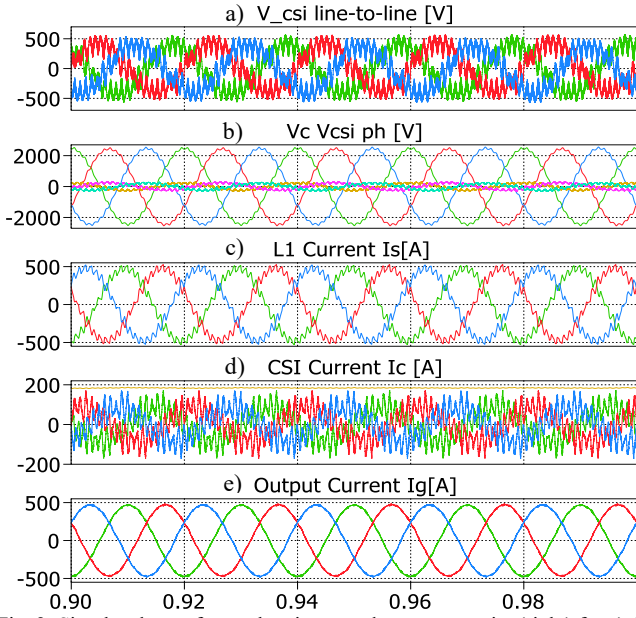 a) V_csi line-to-line [V]
500
0
-500
b) Vc Vcsi ph [V]
2000
0
-2000
c) L1 Current Is[A]
500
0
-500
d) CSI Current Ic [A]
200
0
-200
e) Output Current Ig[A]
500
0
-500
0.90 0.92 0.94 0.96 0.98